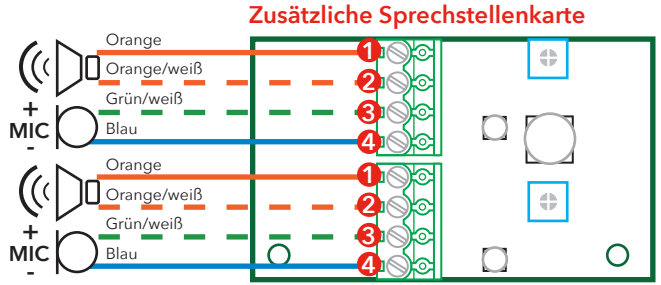 Zusätzliche Sprechstellenkarte
Orange 1
Orange/weiß 2
+ Grün/weiß 3
MIC
- Blau 4
Orange 1
Orange/weiß 2
+ Grün/weiß 3
MIC
- Blau 4